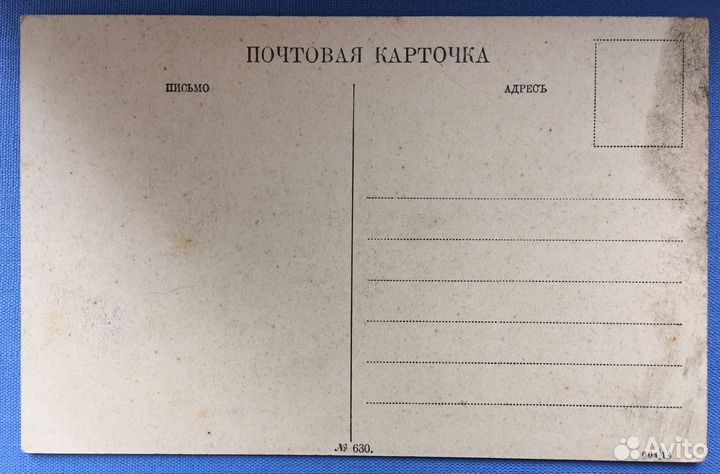 ПОЧТОВАЯ КАРТОЧКА
ПИСЬМО
АДРЕСЪ
№ 630.
Avito